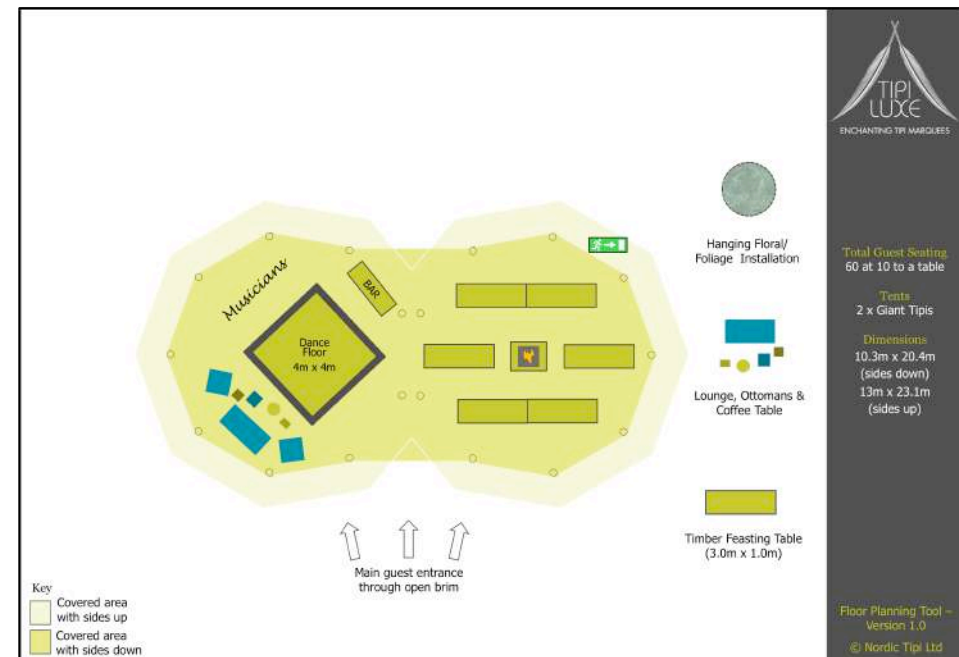 TIPI
LUXE
ENCHANTING TIPI MARQUEES
Musicians
BAR
Dance
Floor
4m x 4m
Hanging Floral/
Foliage Installation
Total Guest Seating
60 at 10 to a table
Tents
2 x Giant Tipis
Dimensions
10.3m x 20.4m
(sides down)
13m x 23.1m
(sides up)
Lounge, Ottomans &
Coffee Table
Timber Feasting Table
(3.0m x 1.0m)
Main guest entrance
through open brim
Key
Covered area
with sides up
Covered area
with sides down
Floor Planning Tool –
Version 1.0
© Nordic Tipi Ltd